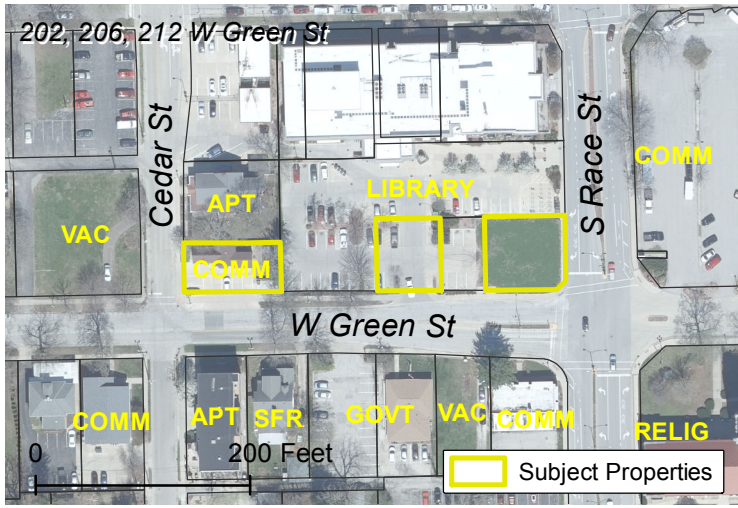 202, 206, 212 W Green St
Cedar St
S Race St
COMM
LIBRARY
APT
VAC
COMM
W Green St
COMM
APT
SFR
GOVT
VAC
COMM
RELIG
0
200 Feet
Subject Properties